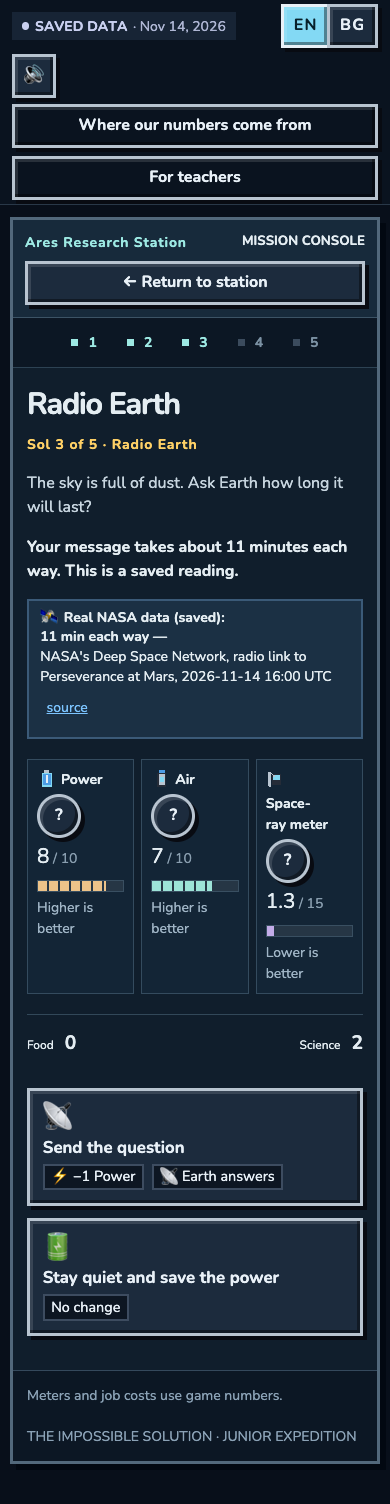 SAVED DATA · Nov 14, 2026
EN BG
Where our numbers come from
For teachers
Ares Research Station
MISSION CONSOLE
← Return to station
1 2 3 4 5
Radio Earth
Sol 3 of 5 · Radio Earth
The sky is full of dust. Ask Earth how long it
will last?
Your message takes about 11 minutes each
way. This is a saved reading.
Real NASA data (saved):
11 min each way —
NASA's Deep Space Network, radio link to
Perseverance at Mars, 2026-11-14 16:00 UTC
source
Power
?
8 / 10
Higher is
better
Air
?
7 / 10
Higher is
better
Space-
ray meter
?
1.3 / 15
Lower is
better
Food 0
Science 2
Send the question
−1 Power
Earth answers
Stay quiet and save the power
No change
Meters and job costs use game numbers.
THE IMPOSSIBLE SOLUTION · JUNIOR EXPEDITION